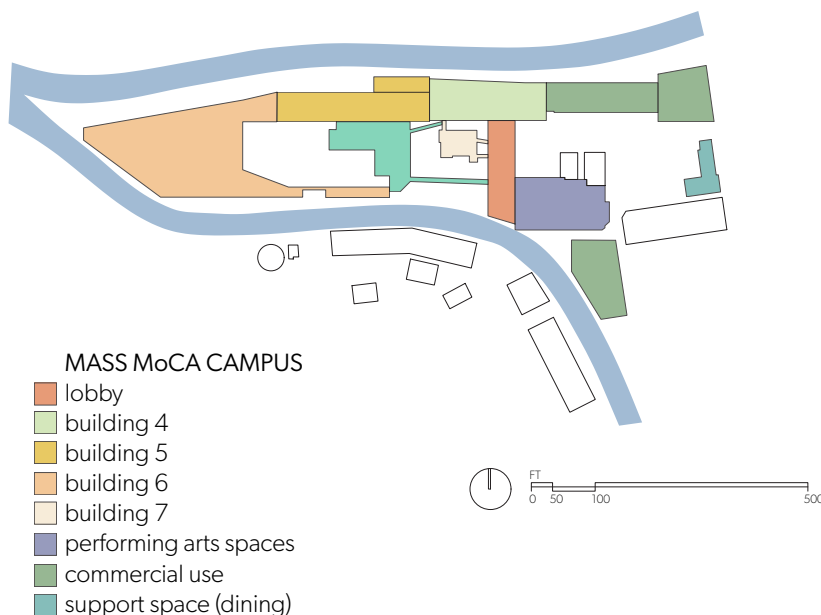 MASS MoCA CAMPUS
lobby
building 4
building 5
building 6
building 7
performing arts spaces
commercial use
support space (dining)
FT
0 50 100 500